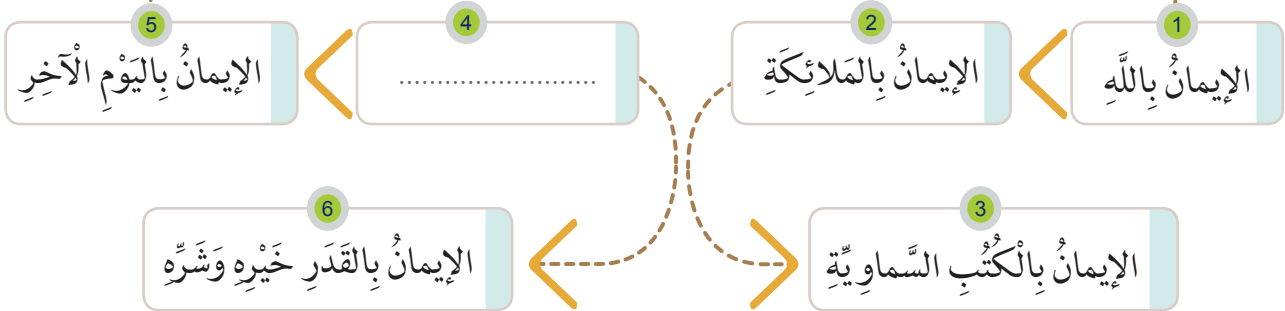 1
الإيمانُ بِاللَّهِ
2
الإيمانُ بِالمَلائِكَةِ
3
الإيمانُ بِالْكُتُبِ السَّماوِيِّةِ
4
..........................
5
الإيمانُ بِاليَوْمِ الْآخِرِ
6
الإيمانُ بِالقَدَرِ خَيْرِهِ وَشَرِّهِ